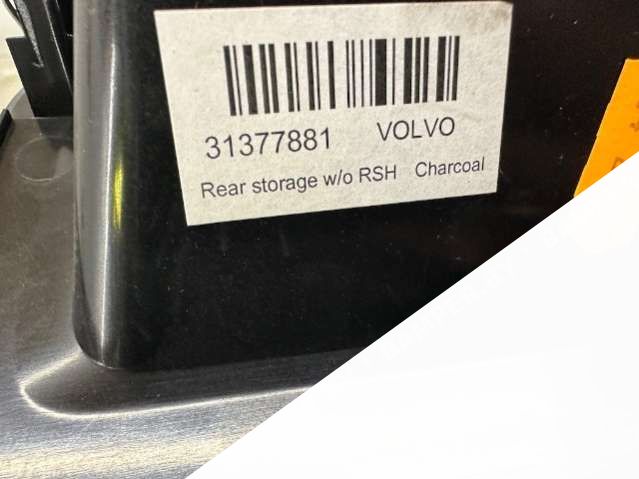 31377881 VOLVO
Rear storage w/o RSH Charcoal